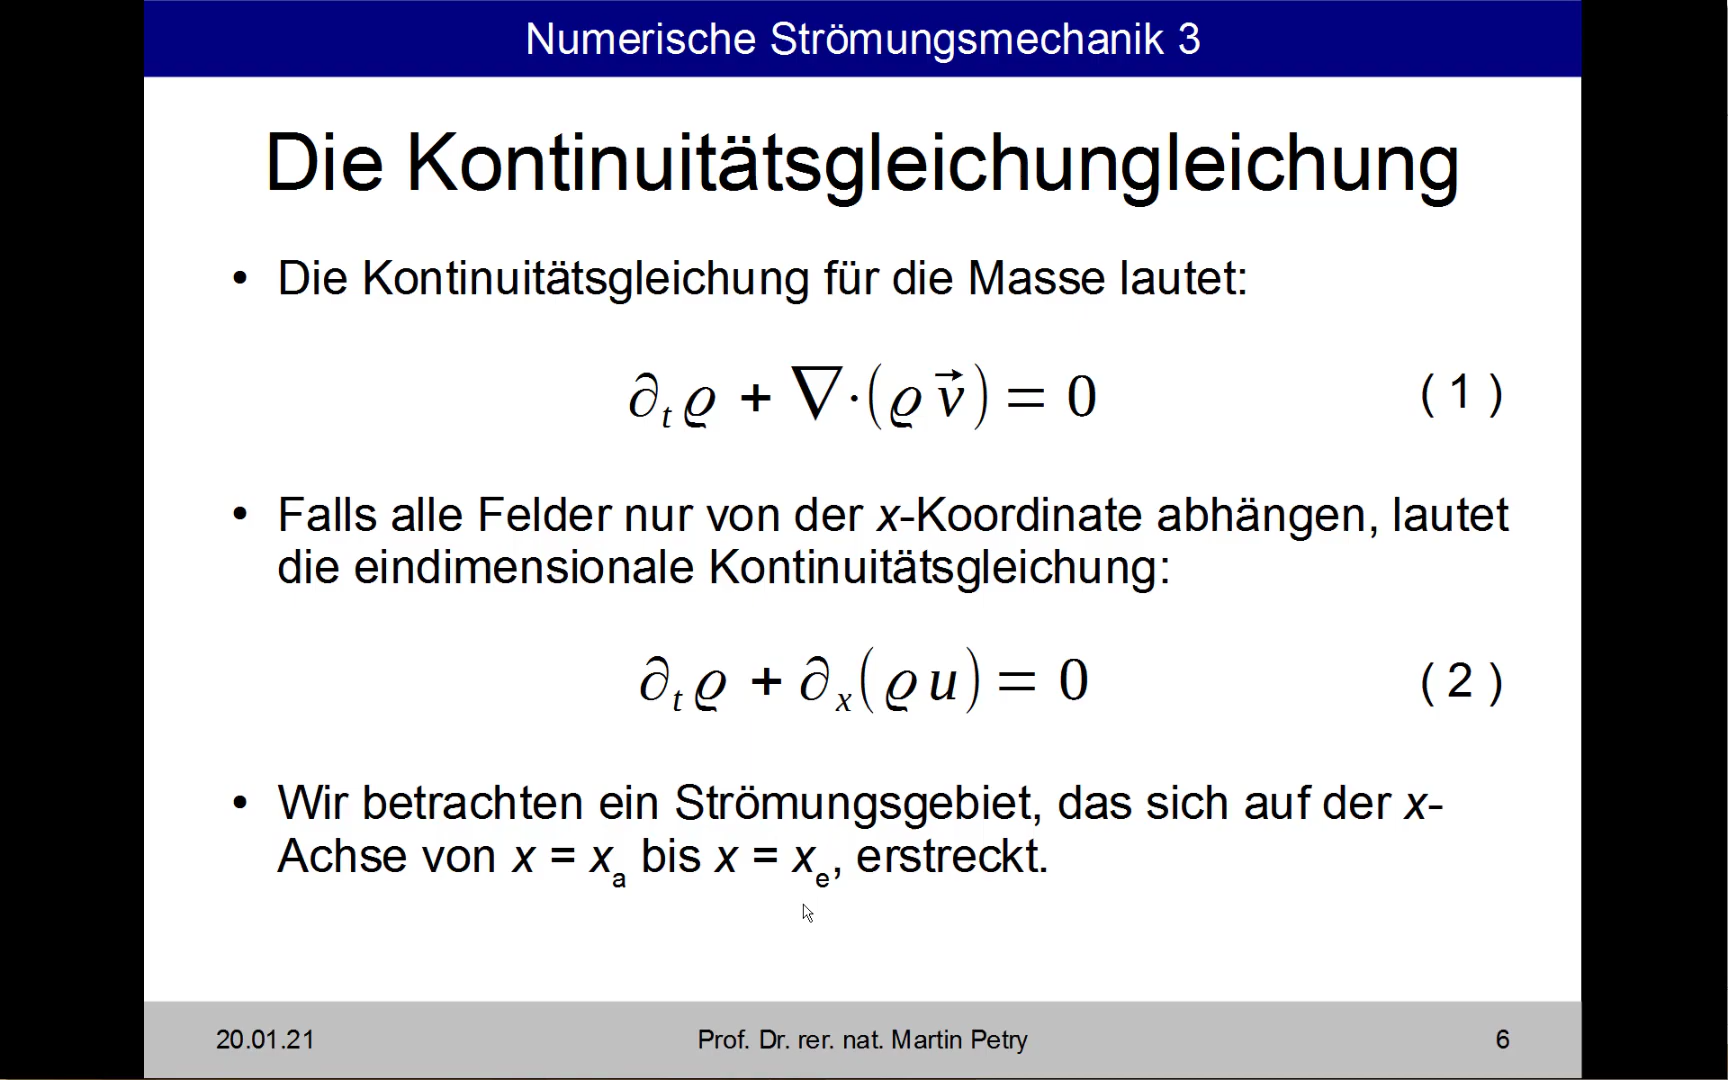 Numerische Strömungsmechanik 3
Die Kontinuitätsgleichungleichung
• Die Kontinuitätsgleichung für die Masse lautet:
∂ₜ ϱ + ∇·(ϱ v⃗) = 0 ( 1 )
• Falls alle Felder nur von der x-Koordinate abhängen, lautet
die eindimensionale Kontinuitätsgleichung:
∂ₜ ϱ + ∂ₓ(ϱ u) = 0 ( 2 )
• Wir betrachten ein Strömungsgebiet, das sich auf der x-
Achse von x = xₐ bis x = xₑ, erstreckt.
20.01.21 Prof. Dr. rer. nat. Martin Petry 6